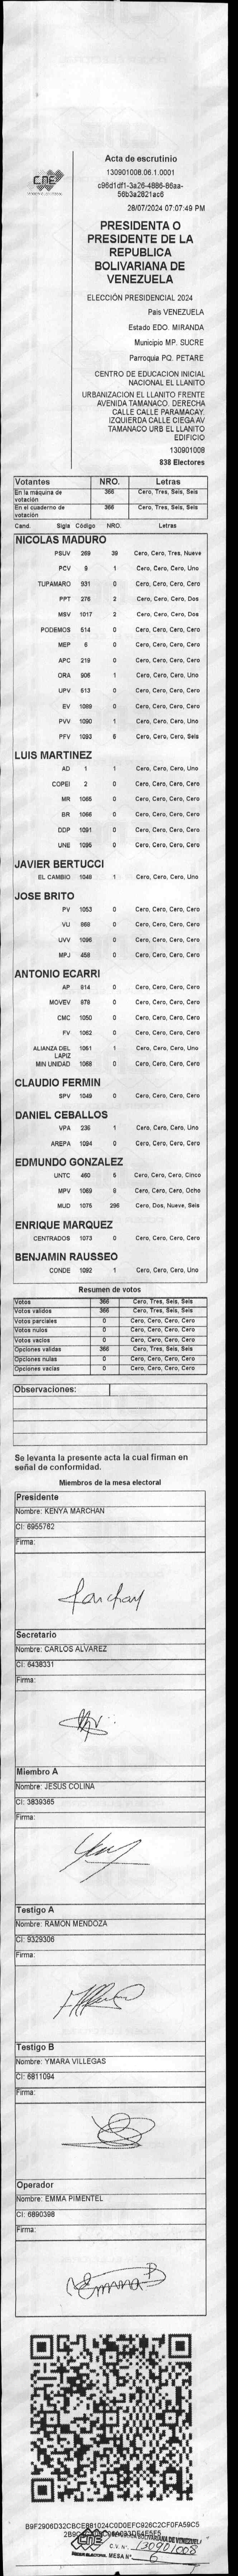 CNE
Acta de escrutinio
130901008.06.1.0001
28/07/2024 07:07:49 PM
PRESIDENTA O
PRESIDENTE DE LA
REPUBLICA
BOLIVARIANA DE
VENEZUELA
ELECCIÓN PRESIDENCIAL 2024
Pais VENEZUELA
Estado EDO. MIRANDA
Municipio MP. SUCRE
Parroquia PQ. PETARE
CENTRO DE EDUCACION INICIAL
NACIONAL EL LLANITO
URBANIZACION EL LLANITO FRENTE
AVENIDA TAMANACO. DERECHA
CALLE CALLE PARAMACAY.
IZQUIERDA CALLE CIEGA AV
TAMANACO URB EL LLANITO
EDIFICIO
130901008
838 Electores
Votantes NRO. Letras
En la máquina de votación 366 Cero, Tres, Seis, Seis
En el cuaderno de votación 366 Cero, Tres, Seis, Seis
Cand. Sigla Código NRO. Letras
NICOLAS MADURO
PSUV 269 39 Cero, Cero, Tres, Nueve
PCV 9 1 Cero, Cero, Cero, Uno
TUPAMARO 931 0 Cero, Cero, Cero, Cero
PPT 276 2 Cero, Cero, Cero, Dos
MSV 1017 2 Cero, Cero, Cero, Dos
PODEMOS 514 0 Cero, Cero, Cero, Cero
MEP 6 0 Cero, Cero, Cero, Cero
APC 219 0 Cero, Cero, Cero, Cero
ORA 906 1 Cero, Cero, Cero, Uno
UPV 613 0 Cero, Cero, Cero, Cero
EV 1089 0 Cero, Cero, Cero, Cero
PVV 1090 1 Cero, Cero, Cero, Uno
PFV 1093 6 Cero, Cero, Cero, Seis
LUIS MARTINEZ
AD 1 1 Cero, Cero, Cero, Uno
COPEI 2 0 Cero, Cero, Cero, Cero
MR 1065 0 Cero, Cero, Cero, Cero
BR 1066 0 Cero, Cero, Cero, Cero
DDP 1091 0 Cero, Cero, Cero, Cero
UNE 1095 0 Cero, Cero, Cero, Cero
JAVIER BERTUCCI
EL CAMBIO 1048 1 Cero, Cero, Cero, Uno
JOSE BRITO
PV 1053 0 Cero, Cero, Cero, Cero
VU 868 0 Cero, Cero, Cero, Cero
UVV 1096 0 Cero, Cero, Cero, Cero
MPJ 458 0 Cero, Cero, Cero, Cero
ANTONIO ECARRI
AP 814 0 Cero, Cero, Cero, Cero
MOVEV 979 0 Cero, Cero, Cero, Cero
CMC 1050 0 Cero, Cero, Cero, Cero
FV 1062 0 Cero, Cero, Cero, Cero
ALIANZA DEL LAPIZ 1051 1 Cero, Cero, Cero, Uno
MIN UNIDAD 1068 0 Cero, Cero, Cero, Cero
CLAUDIO FERMIN
SPV 1049 0 Cero, Cero, Cero, Cero
DANIEL CEBALLOS
VPA 236 1 Cero, Cero, Cero, Uno
AREPA 1094 0 Cero, Cero, Cero, Cero
EDMUNDO GONZALEZ
UNTC 460 5 Cero, Cero, Cero, Cinco
MPV 1069 8 Cero, Cero, Cero, Ocho
MUD 1075 296 Cero, Dos, Nueve, Seis
ENRIQUE MARQUEZ
CENTRADOS 1073 0 Cero, Cero, Cero, Cero
BENJAMIN RAUSSEO
CONDE 1092 1 Cero, Cero, Cero, Uno
Resumen de votos
Votos 366 Cero, Tres, Seis, Seis
Votos validos 366 Cero, Tres, Seis, Seis
Votos parciales 0 Cero, Cero, Cero, Cero
Votos nulos 0 Cero, Cero, Cero, Cero
Votos vacios 0 Cero, Cero, Cero, Cero
Opciones validas 366 Cero, Tres, Seis, Seis
Opciones nulas 0 Cero, Cero, Cero, Cero
Opciones vacias 0 Cero, Cero, Cero, Cero
Observaciones:
Se levanta la presente acta la cual firman en
señal de conformidad.
Miembros de la mesa electoral
Presidente
Nombre: KENYA MARCHAN
CI: 6955762
Firma:
Secretario
Nombre: CARLOS ALVAREZ
CI: 6438331
Firma:
Miembro A
Nombre: JESUS COLINA
CI: 3839365
Firma:
Testigo A
Nombre: RAMON MENDOZA
CI: 9329306
Firma:
Testigo B
Nombre: YMARA VILLEGAS
CI: 6811094
Firma:
Operador
Nombre: EMMA PIMENTEL
CI: 6890398
Firma:
Emma P
CNE
C.V. N°. 130901008
MESA N°. 6